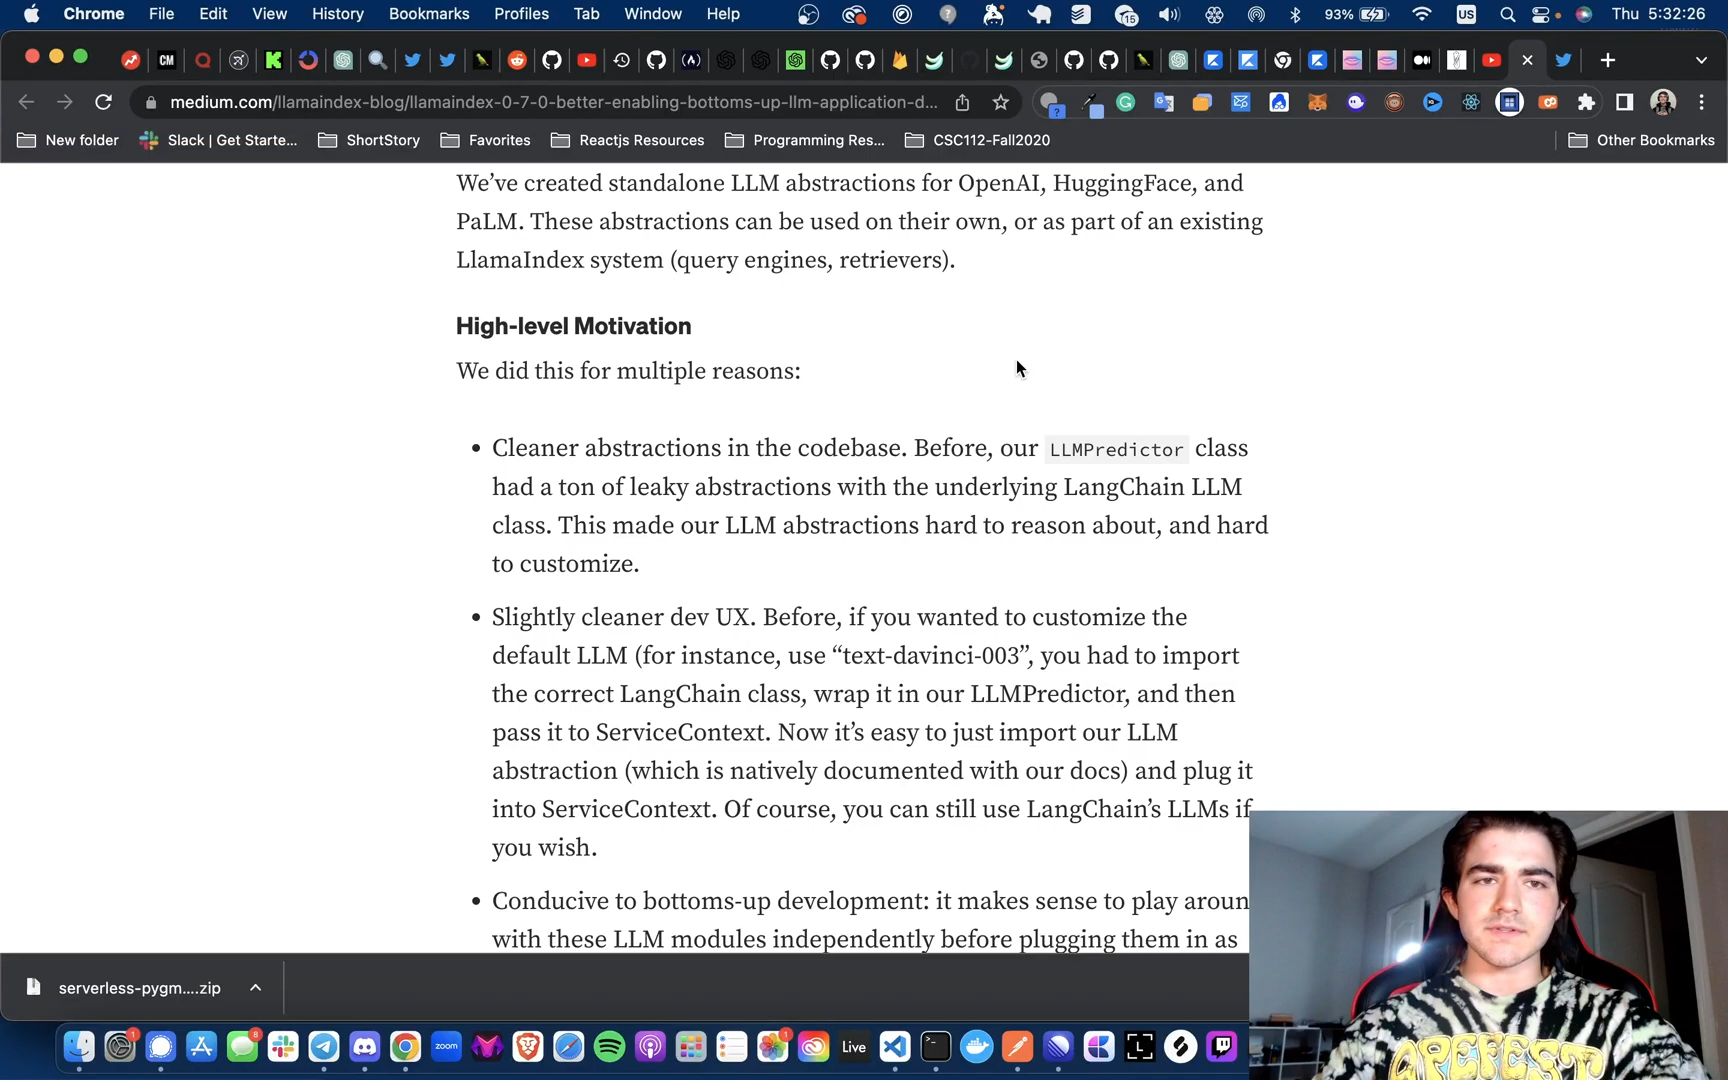 Chrome File Edit View History Bookmarks Profiles Tab Window Help 15 93% US Thu 5:32:26
CM
medium.com/llamaindex-blog/llamaindex-0-7-0-better-enabling-bottoms-up-llm-application-d...
New folder Slack | Get Starte... ShortStory Favorites Reactjs Resources Programming Res... CSC112-Fall2020 Other Bookmarks
We’ve created standalone LLM abstractions for OpenAI, HuggingFace, and
PaLM. These abstractions can be used on their own, or as part of an existing
LlamaIndex system (query engines, retrievers).
High-level Motivation
We did this for multiple reasons:
• Cleaner abstractions in the codebase. Before, our LLMPredictor class
had a ton of leaky abstractions with the underlying LangChain LLM
class. This made our LLM abstractions hard to reason about, and hard
to customize.
• Slightly cleaner dev UX. Before, if you wanted to customize the
default LLM (for instance, use “text-davinci-003”, you had to import
the correct LangChain class, wrap it in our LLMPredictor, and then
pass it to ServiceContext. Now it’s easy to just import our LLM
abstraction (which is natively documented with our docs) and plug it
into ServiceContext. Of course, you can still use LangChain’s LLMs if
you wish.
• Conducive to bottoms-up development: it makes sense to play aroun
with these LLM modules independently before plugging them in as
serverless-pygm....zip
1 8 zoom 1 Live
APEFEST